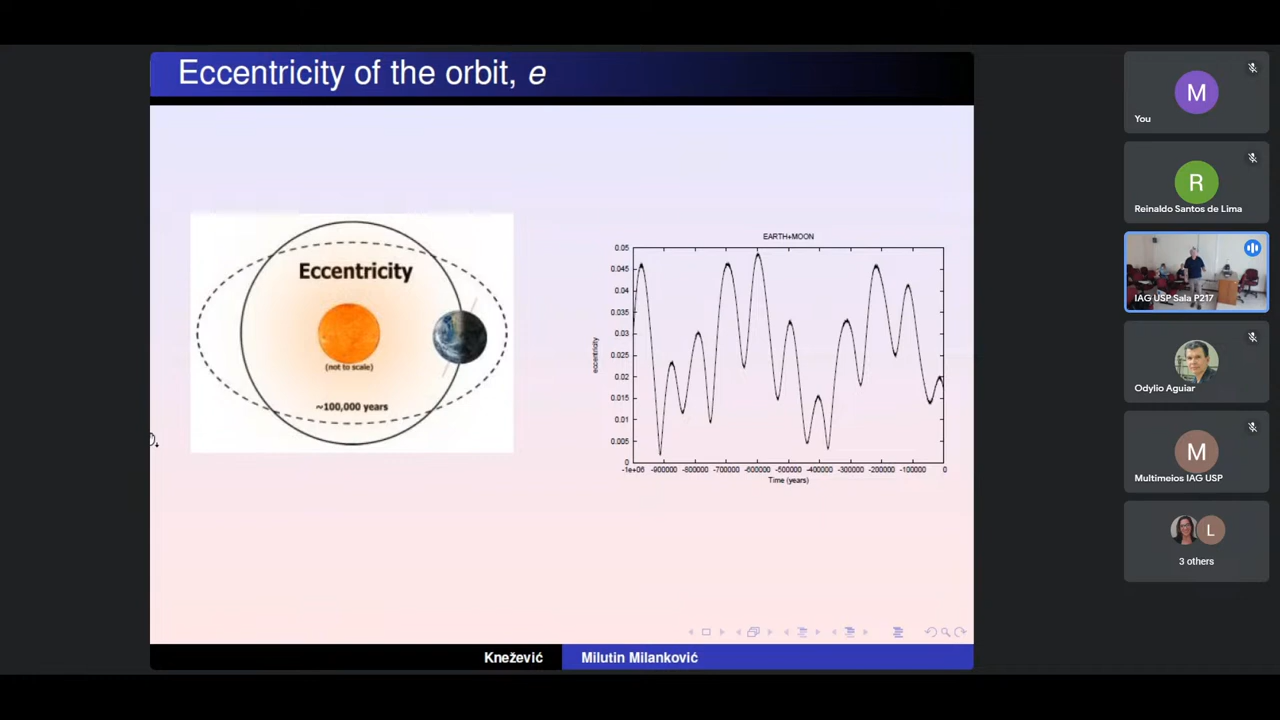 Eccentricity of the orbit, e
Eccentricity
(not to scale)
~100,000 years
EARTH+MOON
0.05
0.045
0.04
0.035
0.03
0.025
0.02
0.015
0.01
0.005
0
eccentricity
-1e+06 -900000 -800000 -700000 -600000 -500000 -400000 -300000 -200000 -100000 0
Time (years)
Knežević Milutin Milanković
M
You
R
Reinaldo Santos de Lima
IAG USP Sala P217
Odylio Aguiar
M
Multimeios IAG USP
L
3 others